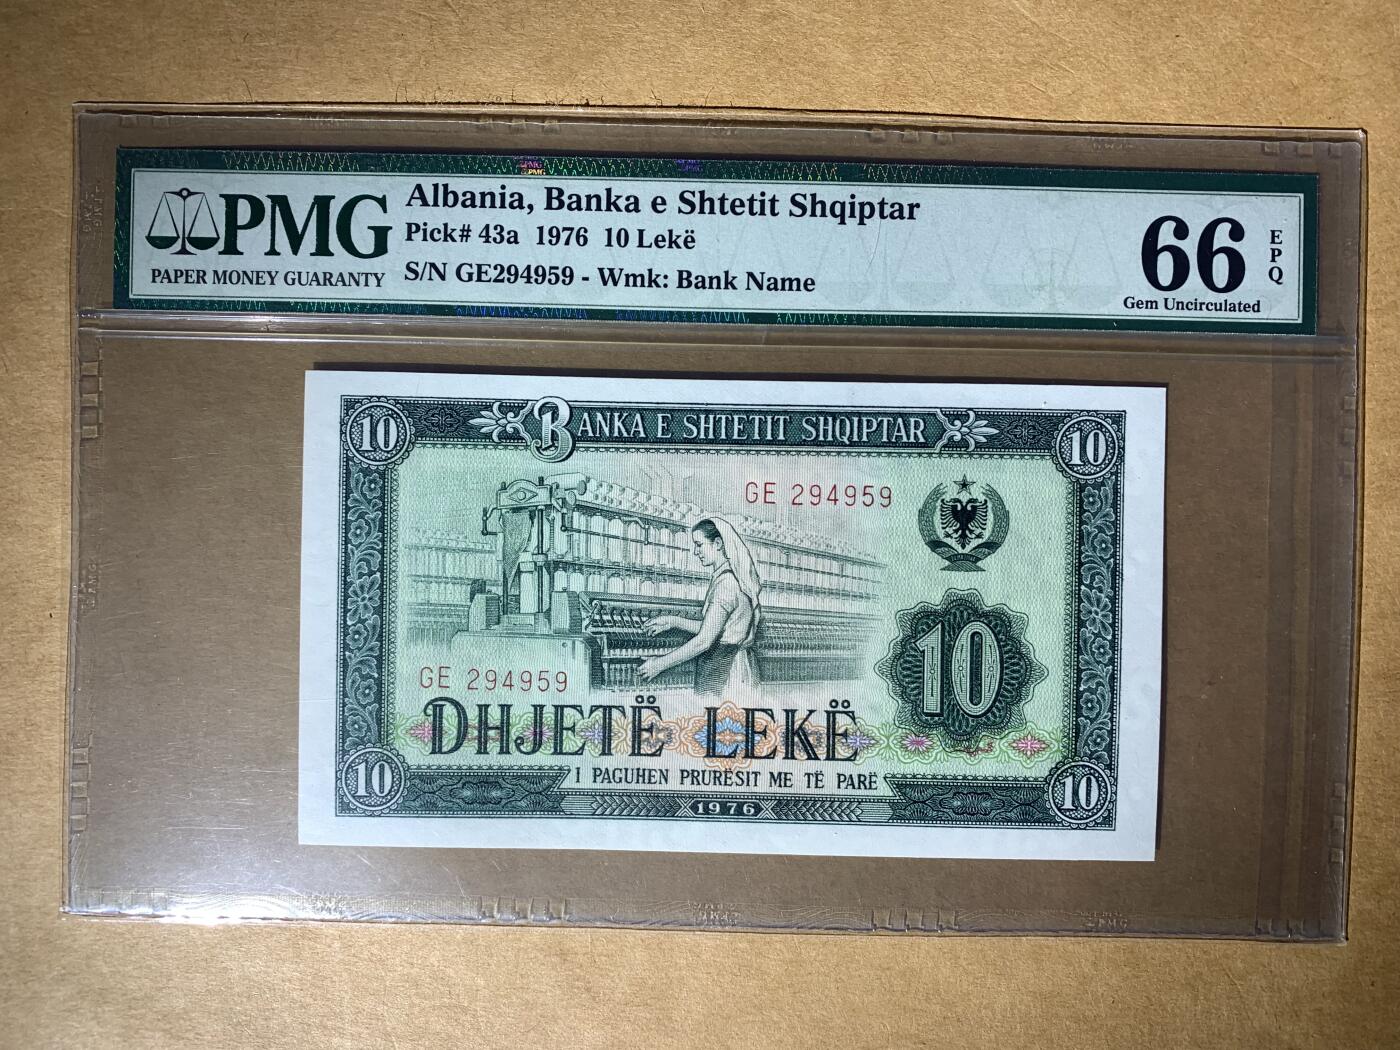 PMG
PAPER MONEY GUARANTY
Albania, Banka e Shtetit Shqiptar
Pick# 43a 1976 10 Lekë
S/N GE294959 - Wmk: Bank Name
66
EPQ
Gem Uncirculated
10
BANKA E SHTETIT SHQIPTAR
10
GE 294959
10
GE 294959
DHJETË LEKË
I PAGUHEN PRURËSIT ME TË PARË
10
1976
10